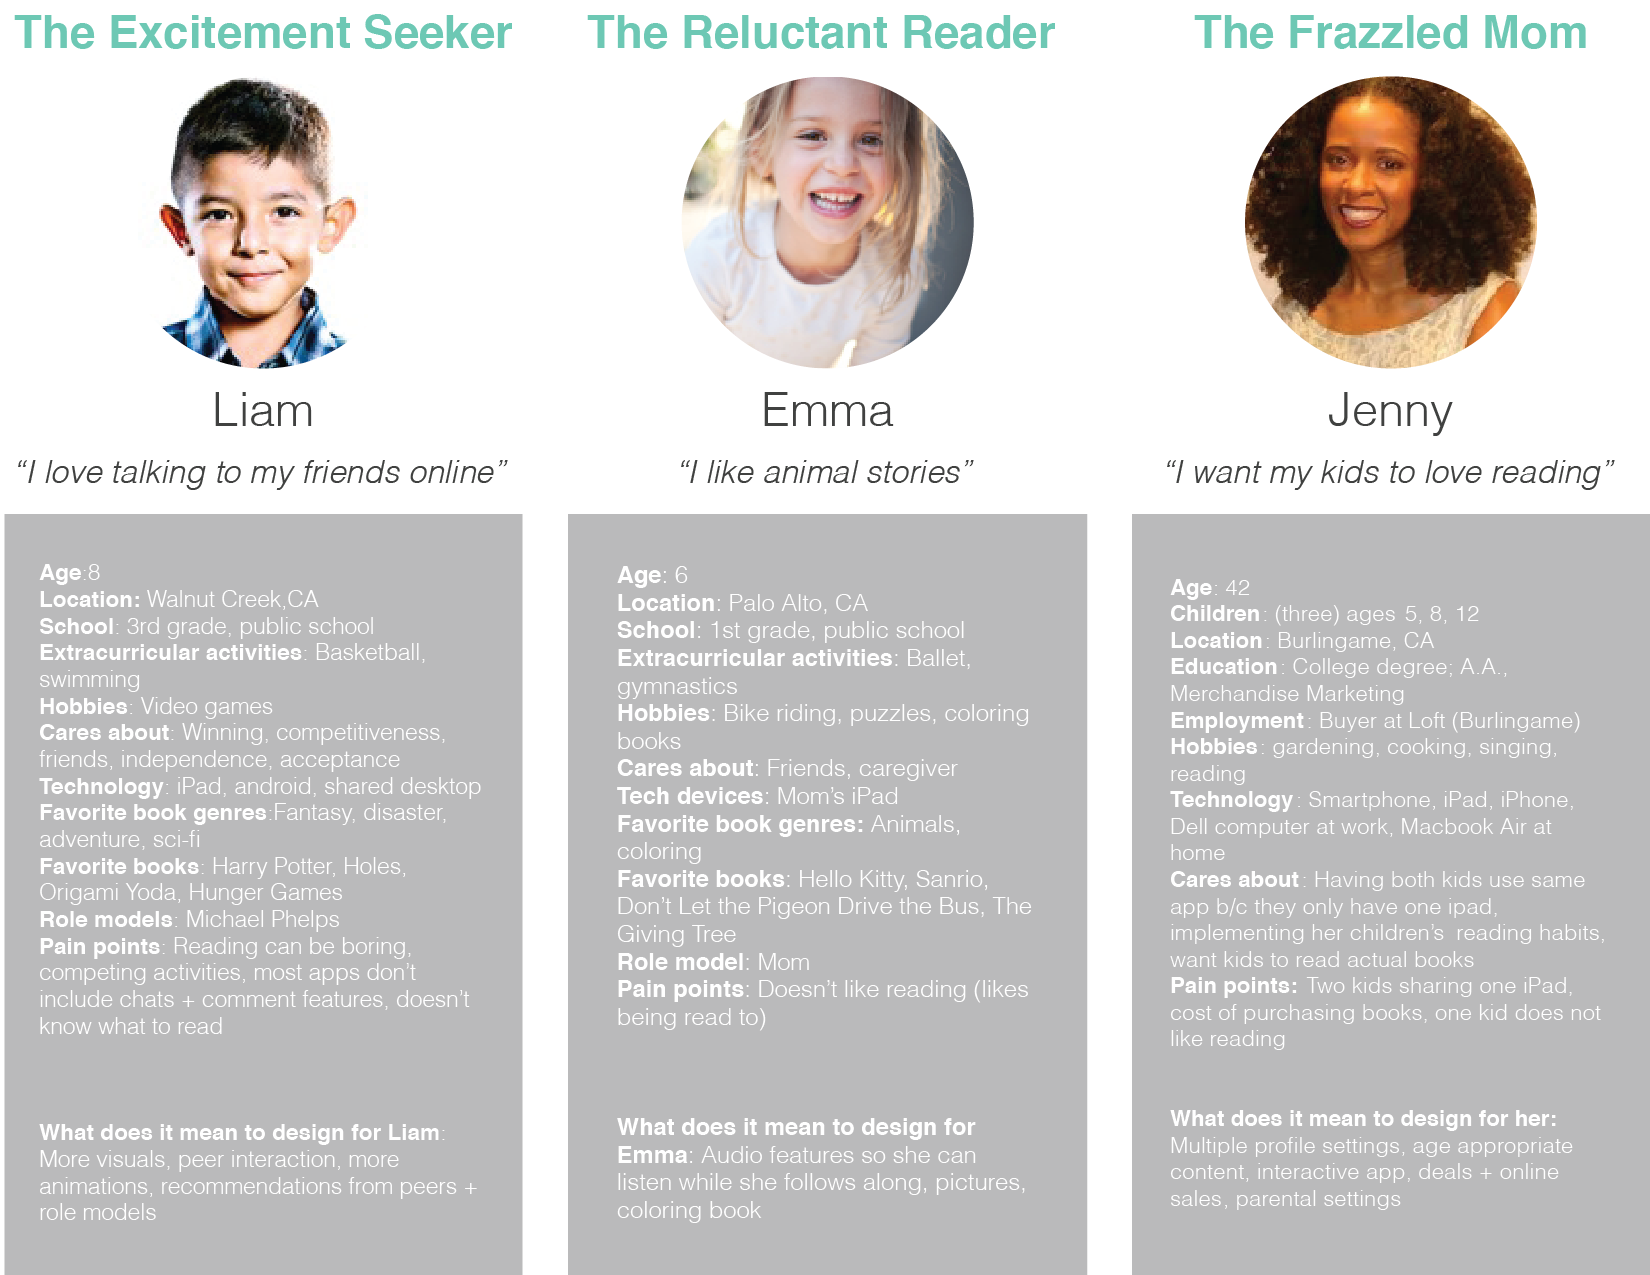 The Excitement Seeker
Liam
“I love talking to my friends online”
Age:8
Location: Walnut Creek,CA
School: 3rd grade, public school
Extracurricular activities: Basketball,
swimming
Hobbies: Video games
Cares about: Winning, competitiveness,
friends, independence, acceptance
Technology: iPad, android, shared desktop
Favorite book genres:Fantasy, disaster,
adventure, sci-fi
Favorite books: Harry Potter, Holes,
Origami Yoda, Hunger Games
Role models: Michael Phelps
Pain points: Reading can be boring,
competing activities, most apps don’t
include chats + comment features, doesn’t
know what to read
What does it mean to design for Liam:
More visuals, peer interaction, more
animations, recommendations from peers +
role models
The Reluctant Reader
Emma
“I like animal stories”
Age: 6
Location: Palo Alto, CA
School: 1st grade, public school
Extracurricular activities: Ballet,
gymnastics
Hobbies: Bike riding, puzzles, coloring
books
Cares about: Friends, caregiver
Tech devices: Mom’s iPad
Favorite book genres: Animals,
coloring
Favorite books: Hello Kitty, Sanrio,
Don’t Let the Pigeon Drive the Bus, The
Giving Tree
Role model: Mom
Pain points: Doesn’t like reading (likes
being read to)
What does it mean to design for
Emma: Audio features so she can
listen while she follows along, pictures,
coloring book
The Frazzled Mom
Jenny
“I want my kids to love reading”
Age: 42
Children: (three) ages 5, 8, 12
Location: Burlingame, CA
Education: College degree; A.A.,
Merchandise Marketing
Employment: Buyer at Loft (Burlingame)
Hobbies: gardening, cooking, singing,
reading
Technology: Smartphone, iPad, iPhone,
Dell computer at work, Macbook Air at
home
Cares about: Having both kids use same
app b/c they only have one ipad,
implementing her children’s reading habits,
want kids to read actual books
Pain points: Two kids sharing one iPad,
cost of purchasing books, one kid does not
like reading
What does it mean to design for her:
Multiple profile settings, age appropriate
content, interactive app, deals + online
sales, parental settings